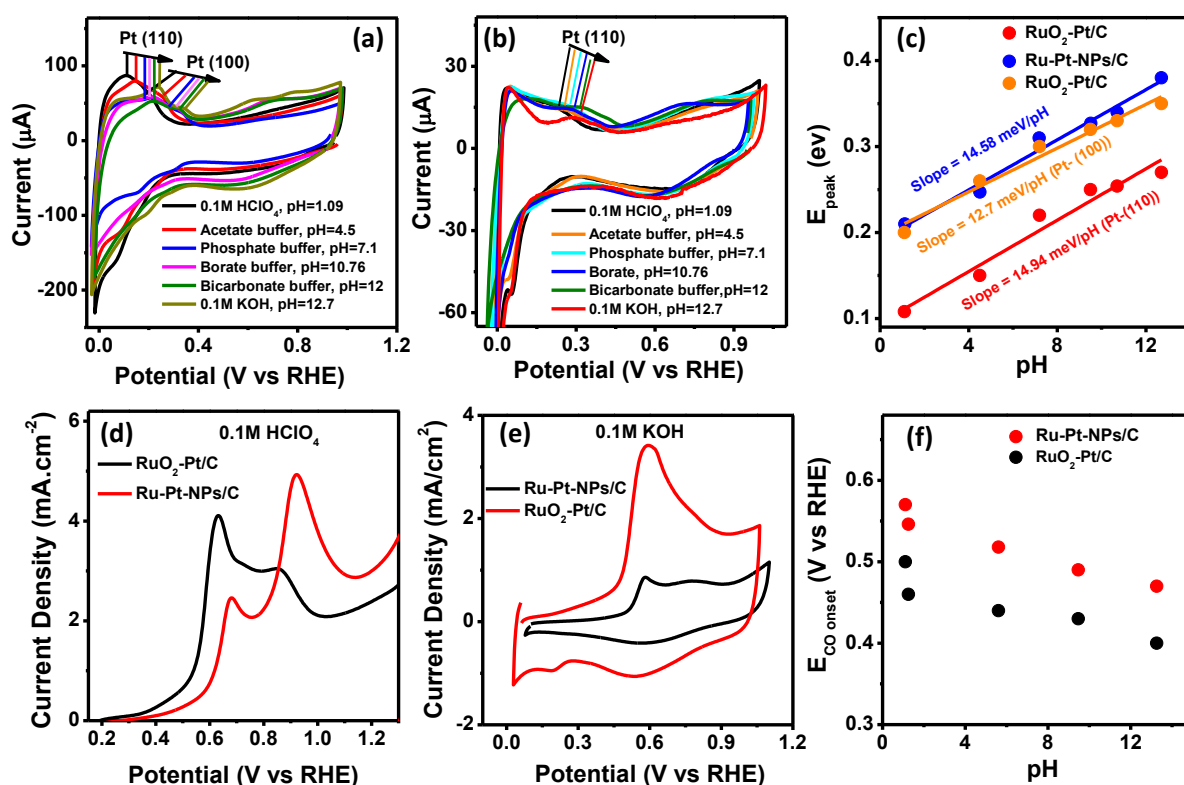 (a)
Pt (110)
Pt (100)
100
0
-100
-200
0.0 0.4 0.8 1.2
Current (μA)
Potential (V vs RHE)
0.1M HClO₄, pH=1.09
Acetate buffer, pH=4.5
Phosphate buffer, pH=7.1
Borate buffer, pH=10.76
Bicarbonate buffer, pH=12
0.1M KOH, pH=12.7
(b)
Pt (110)
30
0
-30
-60
0.0 0.3 0.6 0.9
Current (μA)
Potential (V vs RHE)
0.1M HClO₄, pH=1.09
Acetate buffer, pH=4.5
Phosphate buffer, pH=7.1
Borate, pH=10.76
Bicarbonate buffer,pH=12
0.1M KOH, pH=12.7
(c)
RuO₂-Pt/C
Ru-Pt-NPs/C
RuO₂-Pt/C
Slope = 14.58 meV/pH
Slope = 12.7 meV/pH (Pt- (100))
Slope = 14.94 meV/pH (Pt-(110))
0.4
0.3
0.2
0.1
0 4 8 12
E peak (ev)
pH
(d)
0.1M HClO₄
RuO₂-Pt/C
Ru-Pt-NPs/C
6
4
2
0
0.2 0.4 0.6 0.8 1.0 1.2
Current Density (mA.cm⁻²)
Potential (V vs RHE)
(e)
0.1M KOH
Ru-Pt-NPs/C
RuO₂-Pt/C
4
2
0
-2
0.0 0.3 0.6 0.9 1.2
Current Density (mA/cm²)
Potential (V vs RHE)
(f)
Ru-Pt-NPs/C
RuO₂-Pt/C
0.6
0.5
0.4
0.3
0 4 8 12
E CO onset (V vs RHE)
pH